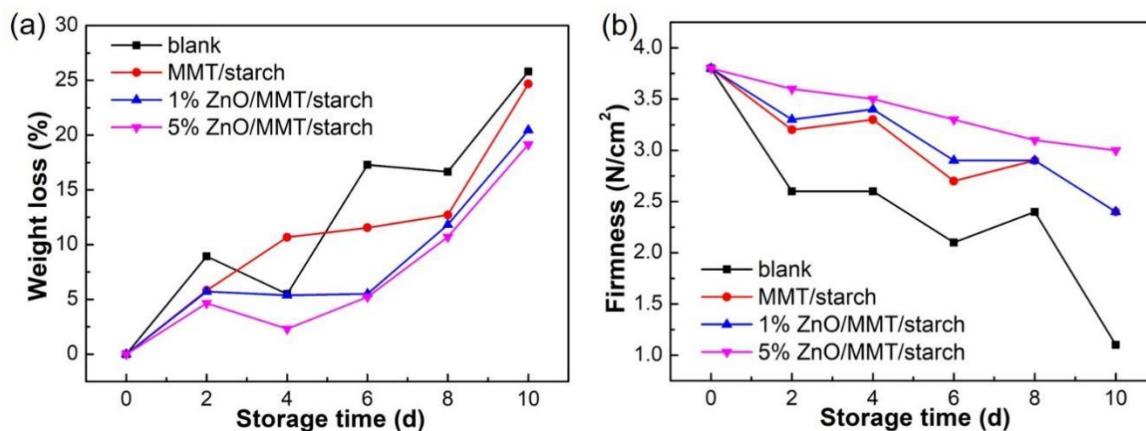 (a)
30
25
20
15
10
5
0
Weight loss (%)
blank
MMT/starch
1% ZnO/MMT/starch
5% ZnO/MMT/starch
0 2 4 6 8 10
Storage time (d)
(b)
4.0
3.5
3.0
2.5
2.0
1.5
1.0
Firmness (N/cm²)
blank
MMT/starch
1% ZnO/MMT/starch
5% ZnO/MMT/starch
0 2 4 6 8 10
Storage time (d)